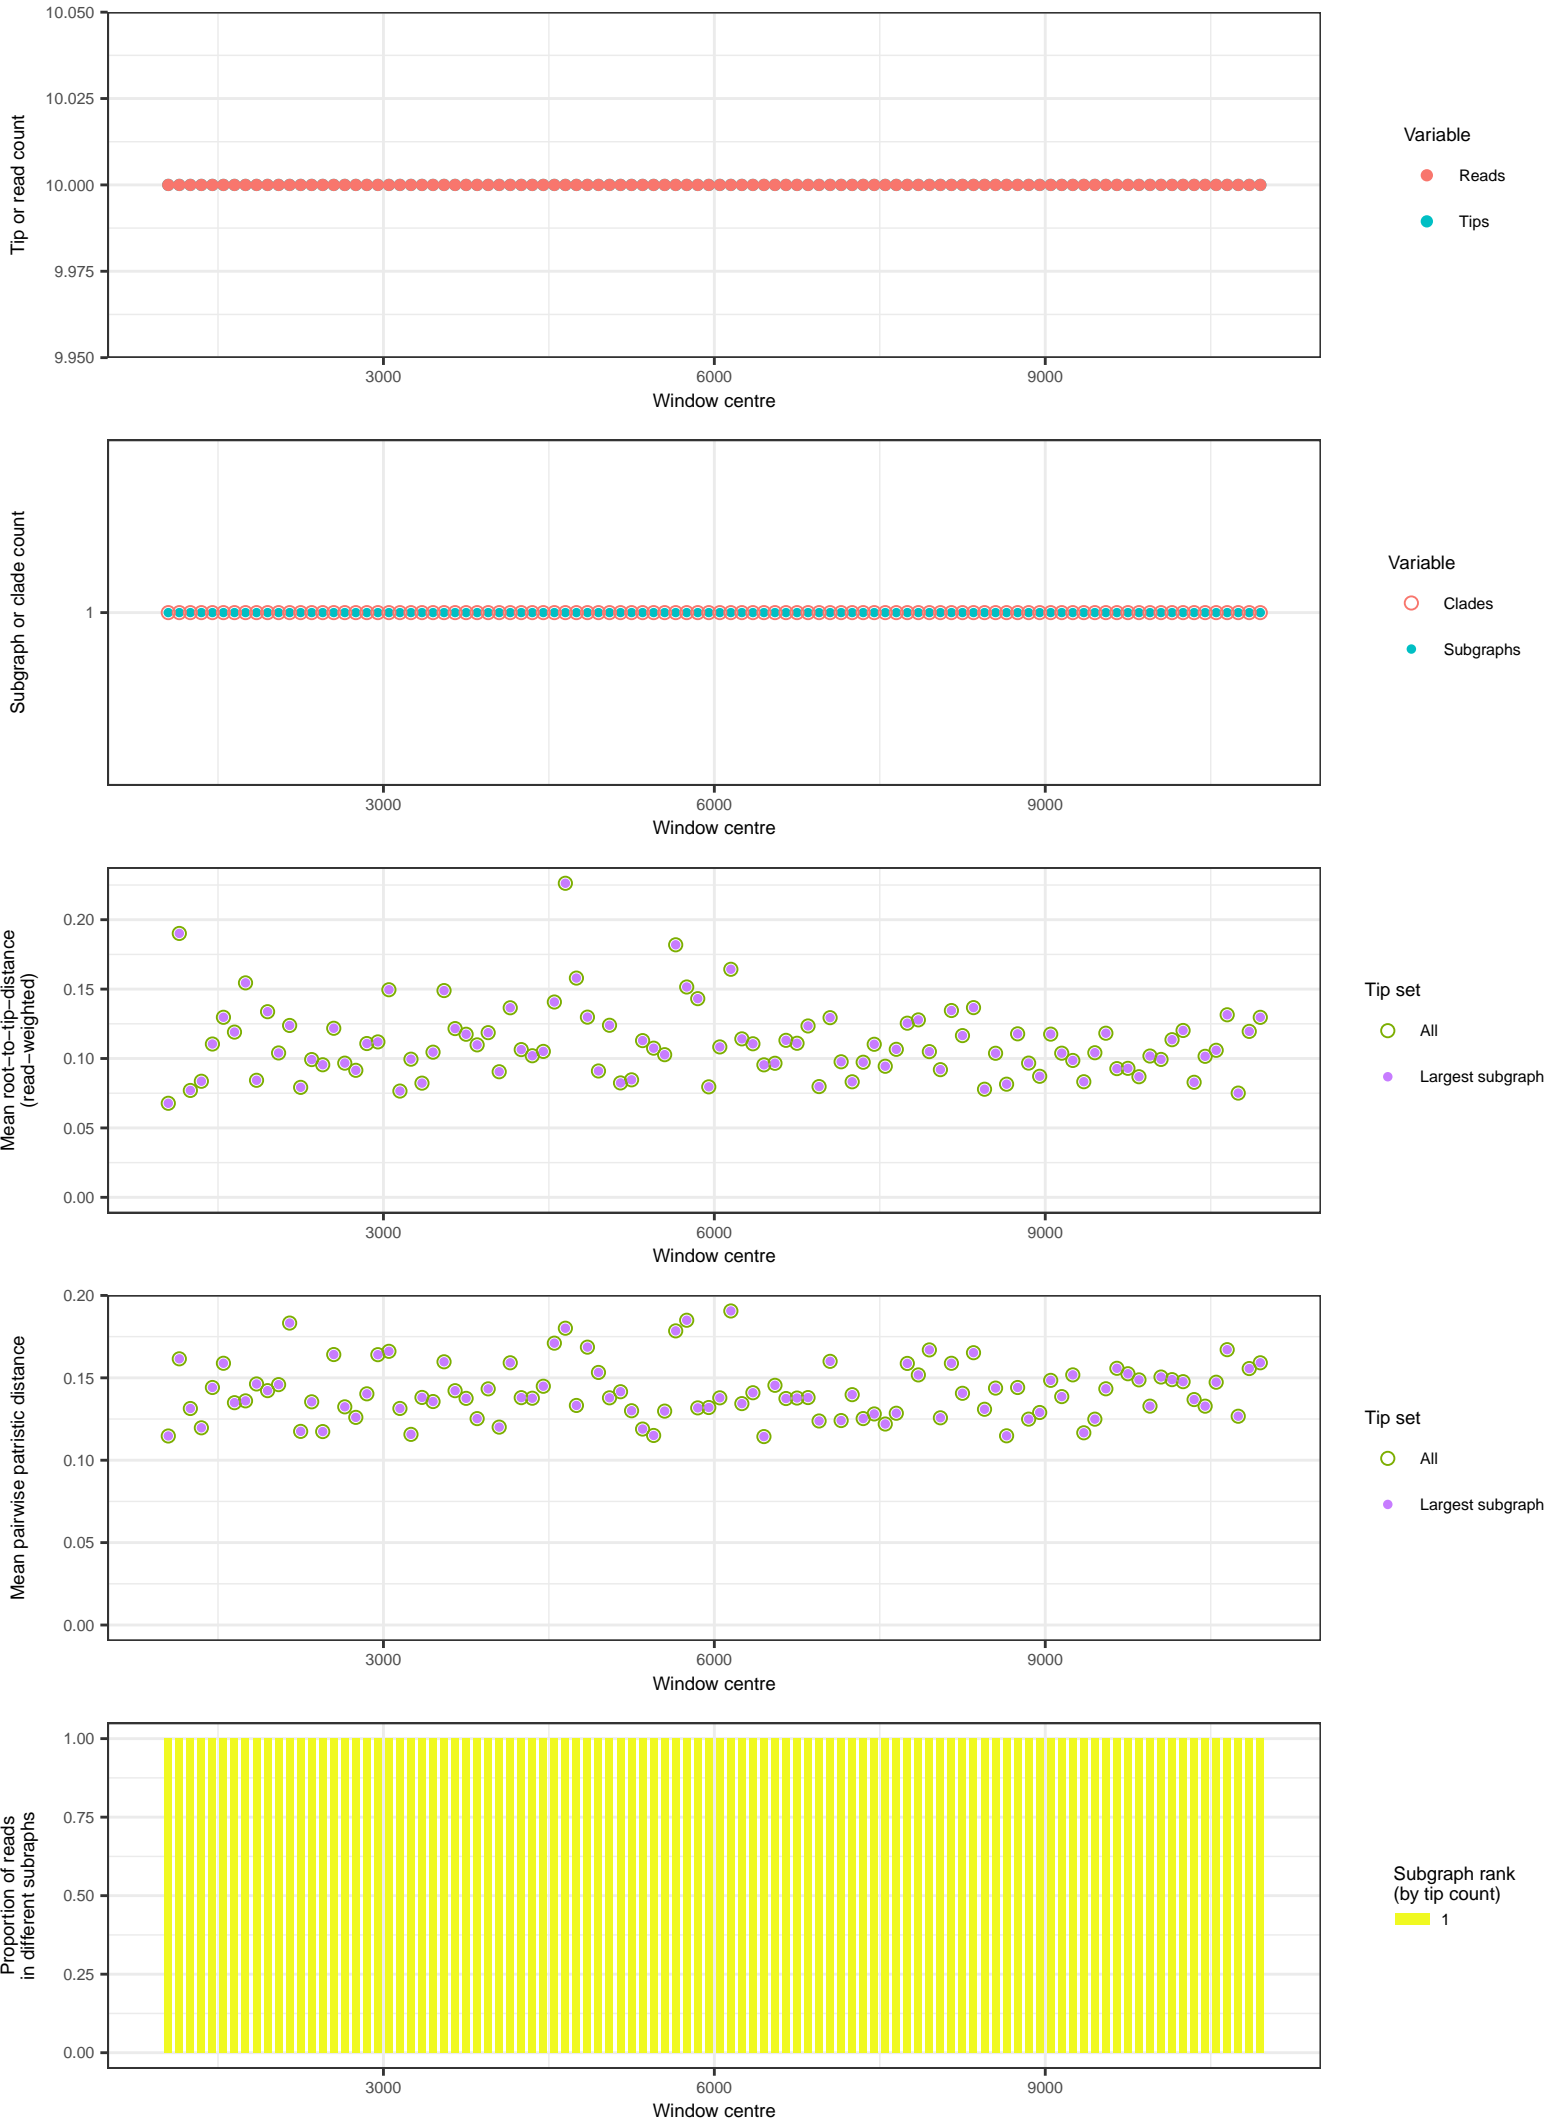 10.050
10.025
10.000
9.975
9.950
Tip or read count
3000
6000
9000
Window centre
Variable
Reads
Tips
1
Subgraph or clade count
3000
6000
9000
Window centre
Variable
Clades
Subgraphs
0.20
0.15
0.10
0.05
0.00
Mean root−to−tip−distance
(read−weighted)
3000
6000
9000
Window centre
Tip set
All
Largest subgraph
0.20
0.15
0.10
0.05
0.00
Mean pairwise patristic distance
3000
6000
9000
Window centre
Tip set
All
Largest subgraph
1.00
0.75
0.50
0.25
0.00
Proportion of reads
in different subraphs
3000
6000
9000
Window centre
Subgraph rank
(by tip count)
1